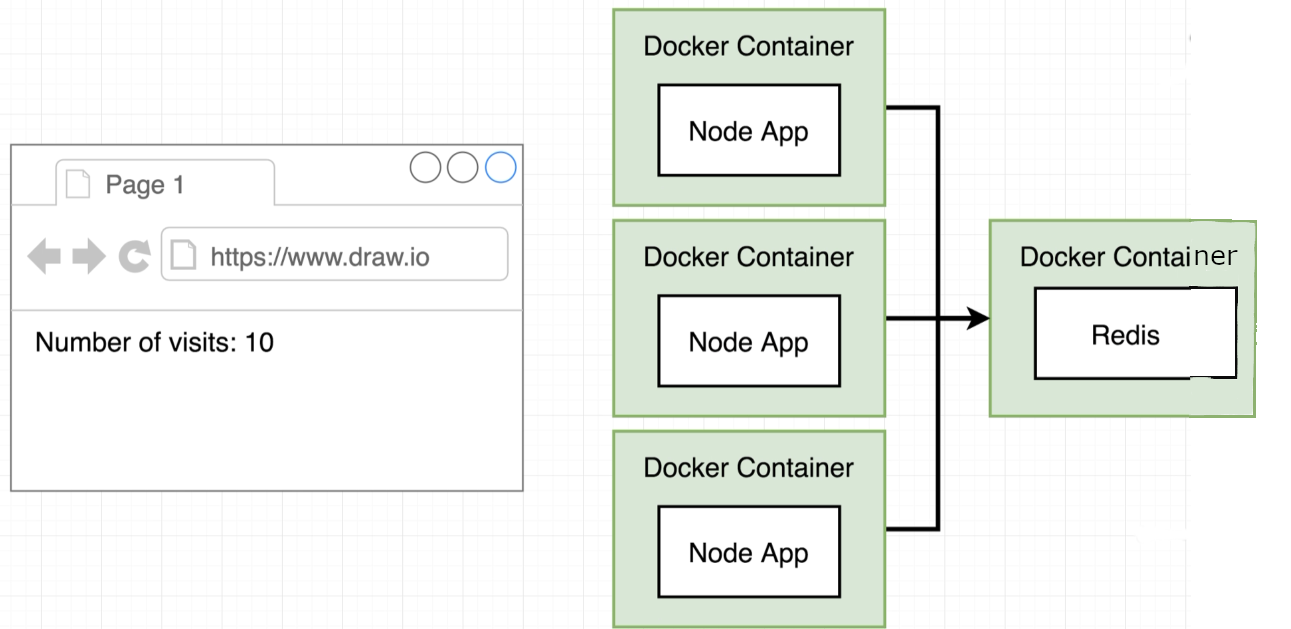 Page 1
https://www.draw.io
Number of visits: 10
Docker Container
Node App
Docker Container
Node App
Docker Container
Node App
Docker Container
Redis